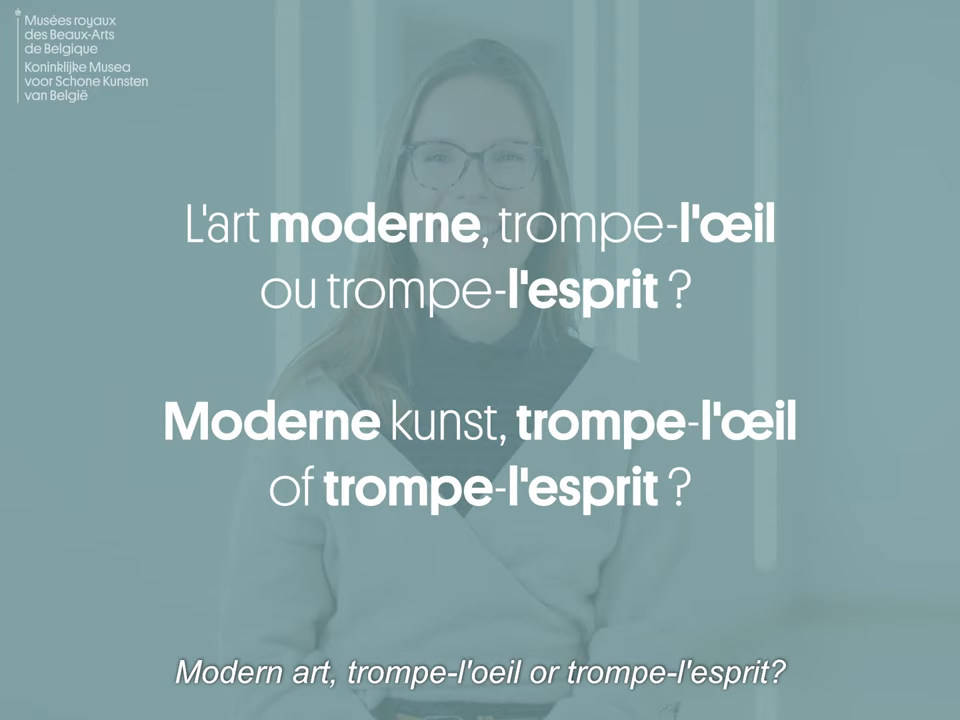 Musées royaux
des Beaux-Arts
de Belgique
Koninklijke Musea
voor Schone Kunsten
van België
L'art moderne, trompe-l'œil
ou trompe-l'esprit ?
Moderne kunst, trompe-l'œil
of trompe-l'esprit ?
Modern art, trompe-l'oeil or trompe-l'esprit?